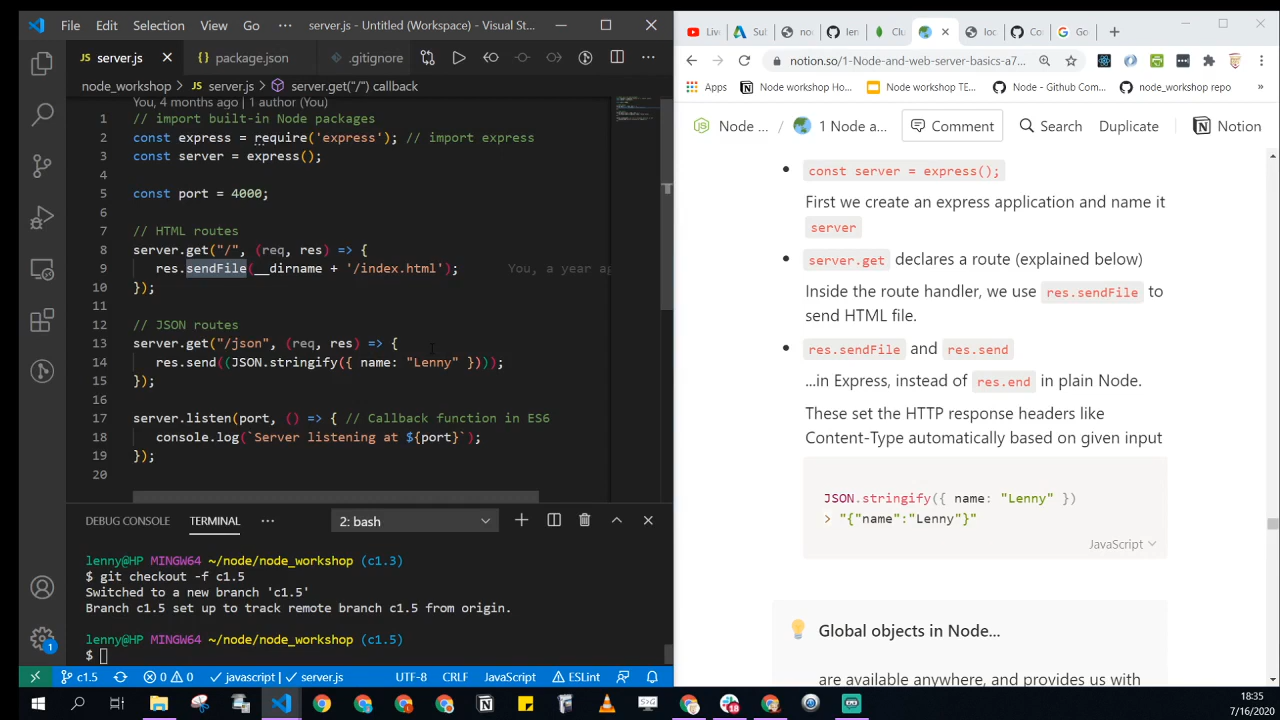 File
Edit
View
Go
server.js - Untitled (Workspace) - Visual St...
server.js
package.json
.gitignore
node_workshop
server.get("/") callback
You, 4 months ago | 1 author (You)
1 // import built-in Node packages
2 const express = require('express'); // import express
3 const server = express();
4
5 const port = 4000;
6
7 // HTML routes
8 server.get("/", (req, res) => {
9 res.sendFile(__dirname + '/index.html'); You, a year ag
10 });
11
12 // JSON routes
13 server.get("/json", (req, res) => {
14 res.send((JSON.stringify({ name: "Lenny" })));
15 });
16
17 server.listen(port, () => { // Callback function in ES6
18 console.log(`Server listening at ${port}`);
19 });
20
DEBUG CONSOLE
TERMINAL
2: bash
lenny@HP MINGW64 ~/node/node_workshop (c1.3)
$ git checkout -f c1.5
Switched to a new branch 'c1.5'
Branch c1.5 set up to track remote branch c1.5 from origin.
lenny@HP MINGW64 ~/node/node_workshop (c1.5)
$
1
c1.5
0
0
javascript
server.js
UTF-8
CRLF
ESLint
Liv
Sub
no
len
Clu
loc
Co
Go
notion.so/1-Node-and-web-server-basics-a7...
Apps
Node workshop Ho...
Node workshop TE...
Node - Github Com...
node_workshop repo
»
Node ...
/
1 Node a...
Comment
Search
Duplicate
Notion
const server = express();
First we create an express application and name it
server
server.get declares a route (explained below)
Inside the route handler, we use res.sendFile to
send HTML file.
res.sendFile and res.send
...in Express, instead of res.end in plain Node.
These set the HTTP response headers like
Content-Type automatically based on given input
JSON.stringify({ name: "Lenny" })
> "{"name":"Lenny"}"
JavaScript
Global objects in Node...
are available anywhere, and provides us with
18
18:35
7/16/2020